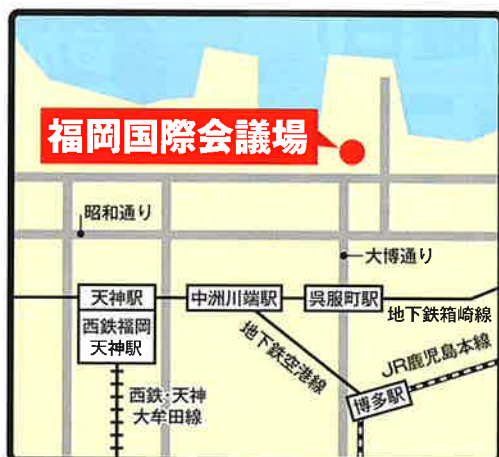 福岡国際会議場
昭和通り
大博通り
天神駅
中洲川端駅
呉服町駅
地下鉄箱崎線
西鉄福岡
天神駅
地下鉄空港線
JR鹿児島本線
西鉄・天神
大牟田線
博多駅